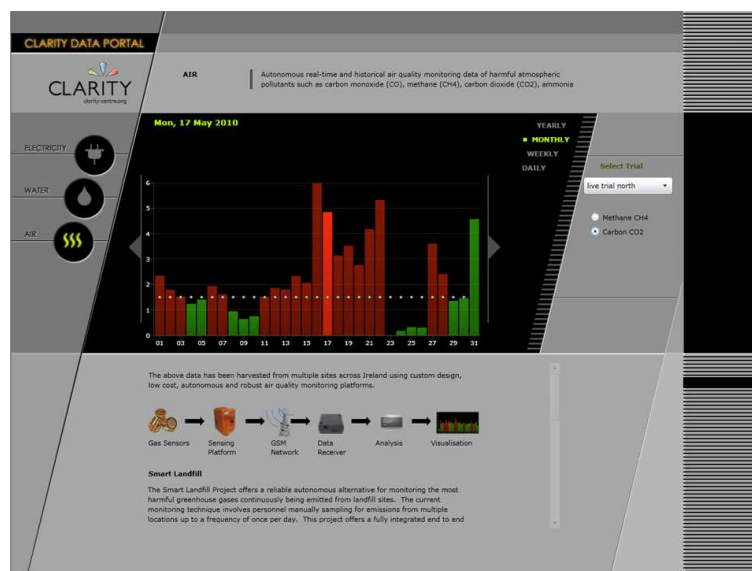 CLARITY DATA PORTAL
CLARITY
clarity-centre.org
AIR
Autonomous real-time and historical air quality monitoring data of harmful atmospheric
pollutants such as carbon monoxide (CO), methane (CH4), carbon dioxide (CO2), ammonia
ELECTRICITY
WATER
AIR
Mon, 17 May 2010
YEARLY
MONTHLY
WEEKLY
DAILY
Select Trial
live trial north
Methane CH4
Carbon CO2
6
5
4
3
2
1
0
01 03 05 07 09 11 13 15 17 19 21 23 25 27 29 31
The above data has been harvested from multiple sites across Ireland using custom design,
low cost, autonomous and robust air quality monitoring platforms.
Gas Sensors
Sensing
Platform
GSM
Network
Data
Receiver
Analysis
Visualisation
Smart Landfill
The Smart Landfill Project offers a reliable autonomous alternative for monitoring the most
harmful greenhouse gases continuously being emitted from landfill sites. The current
monitoring technique involves personnel manually sampling for emissions from multiple
locations up to a frequency of once per day. This project offers a fully integrated end to end